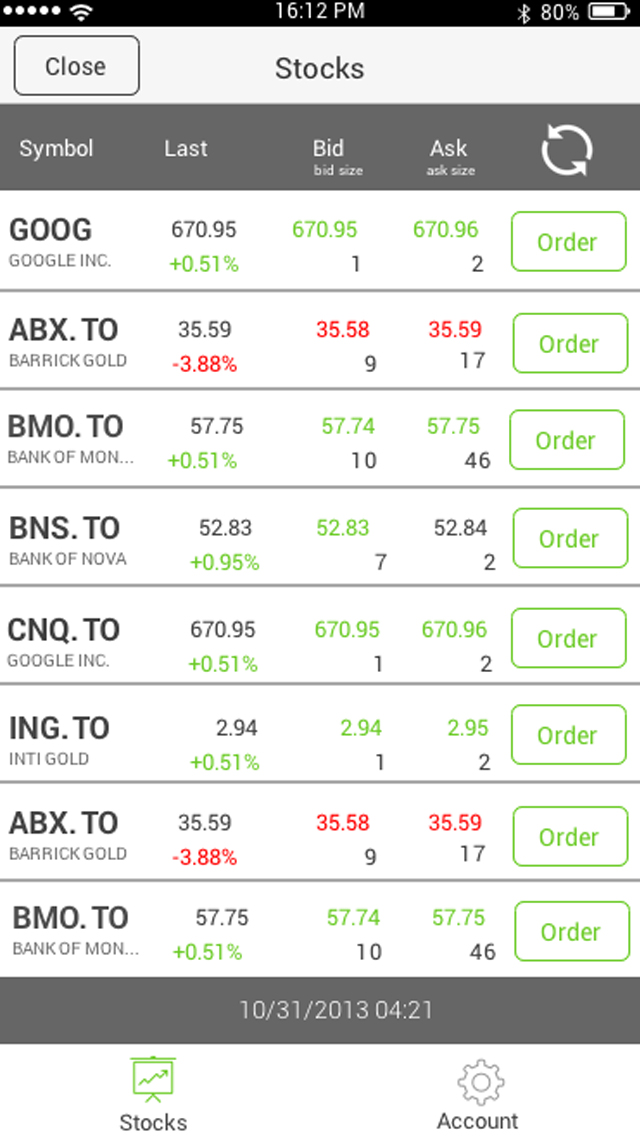 16:12 PM 80%
Close Stocks
Symbol Last Bid Ask
bid size ask size
GOOG 670.95 670.95 670.96 Order
GOOGLE INC. +0.51% 1 2
ABX. TO 35.59 35.58 35.59 Order
BARRICK GOLD -3.88% 9 17
BMO. TO 57.75 57.74 57.75 Order
BANK OF MON... +0.51% 10 46
BNS. TO 52.83 52.83 52.84 Order
BANK OF NOVA +0.95% 7 2
CNQ. TO 670.95 670.95 670.96 Order
GOOGLE INC. +0.51% 1 2
ING. TO 2.94 2.94 2.95 Order
INTI GOLD +0.51% 1 2
ABX. TO 35.59 35.58 35.59 Order
BARRICK GOLD -3.88% 9 17
BMO. TO 57.75 57.74 57.75 Order
BANK OF MON... +0.51% 10 46
10/31/2013 04:21
Stocks Account